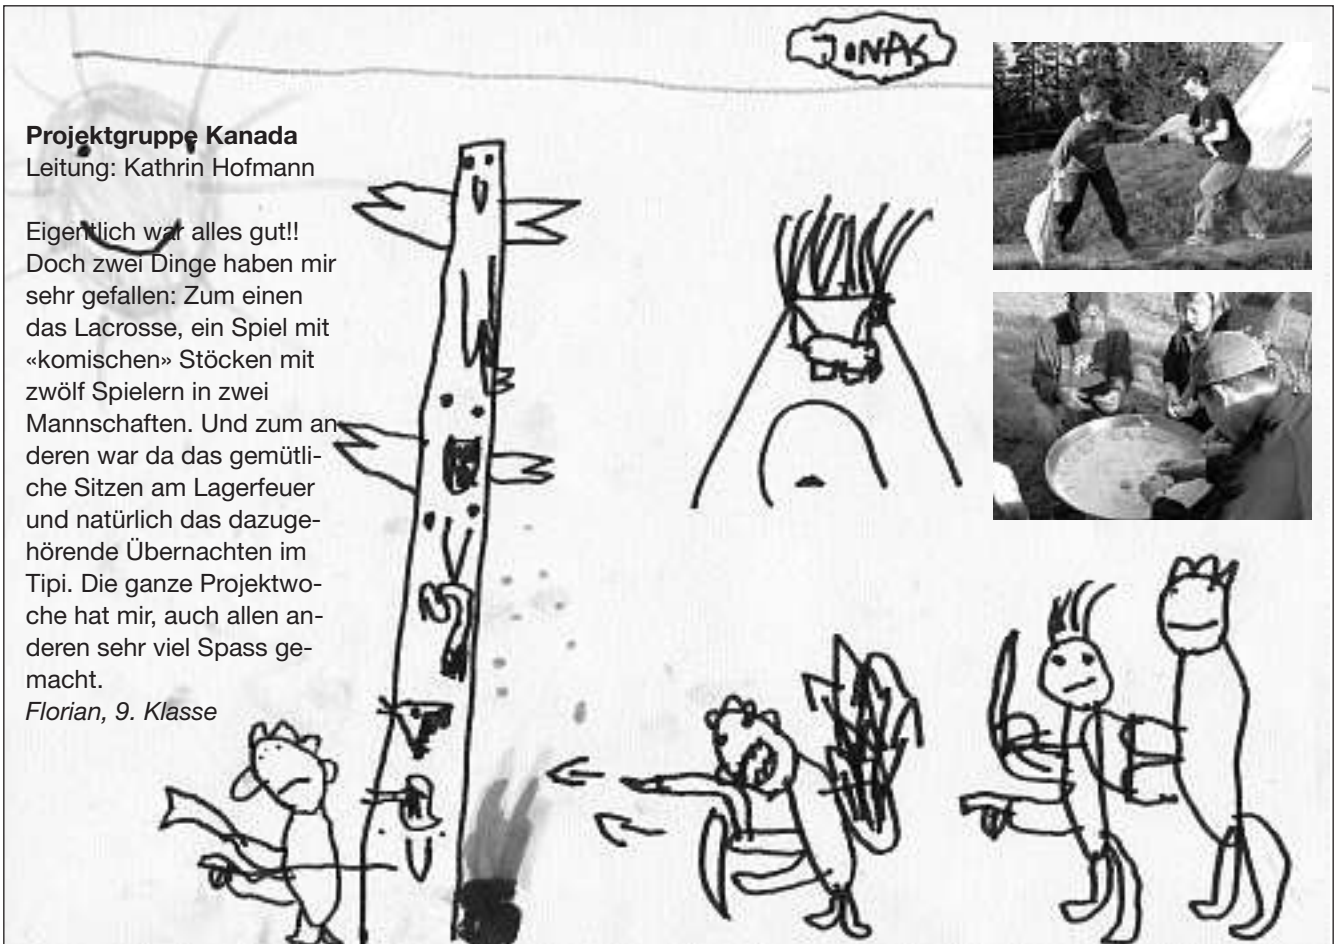 JONAS
Projektgruppe Kanada
Leitung: Kathrin Hofmann
Eigentlich war alles gut!!
Doch zwei Dinge haben mir
sehr gefallen: Zum einen
das Lacrosse, ein Spiel mit
«komischen» Stöcken mit
zwölf Spielern in zwei
Mannschaften. Und zum an-
deren war da das gemütli-
che Sitzen am Lagerfeuer
und natürlich das dazuge-
hörende Übernachten im
Tipi. Die ganze Projektwo-
che hat mir, auch allen an-
deren sehr viel Spass ge-
macht.
Florian, 9. Klasse